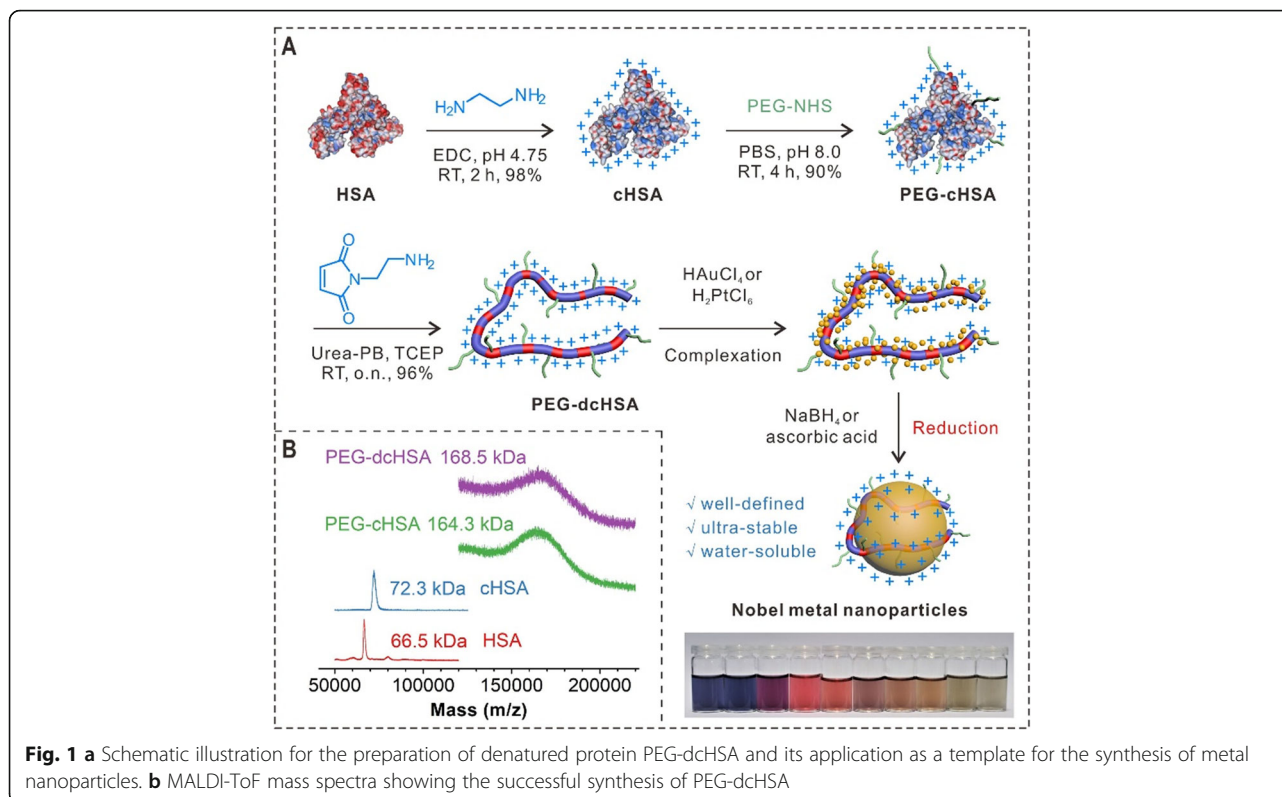 A
H₂N
NH₂
EDC, pH 4.75
RT, 2 h, 98%
PEG-NHS
PBS, pH 8.0
RT, 4 h, 90%
HSA
cHSA
PEG-cHSA
O
NH₂
N
O
Urea-PB, TCEP
RT, o.n., 96%
PEG-dcHSA
HAuCl₄ or
H₂PtCl₆
Complexation
NaBH₄ or
ascorbic acid
Reduction
√ well-defined
√ ultra-stable
√ water-soluble
Nobel metal nanoparticles
B
PEG-dcHSA 168.5 kDa
PEG-cHSA 164.3 kDa
72.3 kDa cHSA
66.5 kDa HSA
50000 100000 150000 200000
Mass (m/z)
Fig. 1 a Schematic illustration for the preparation of denatured protein PEG-dcHSA and its application as a template for the synthesis of metal
nanoparticles. b MALDI-ToF mass spectra showing the successful synthesis of PEG-dcHSA